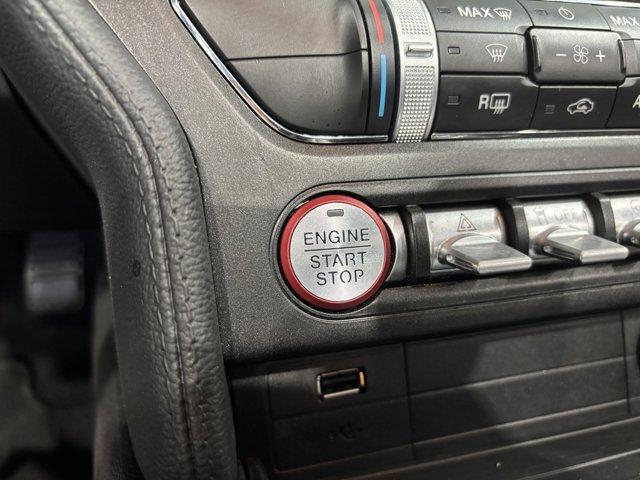 MAX
MAX
R
A
OFF
ENGINE
START
STOP